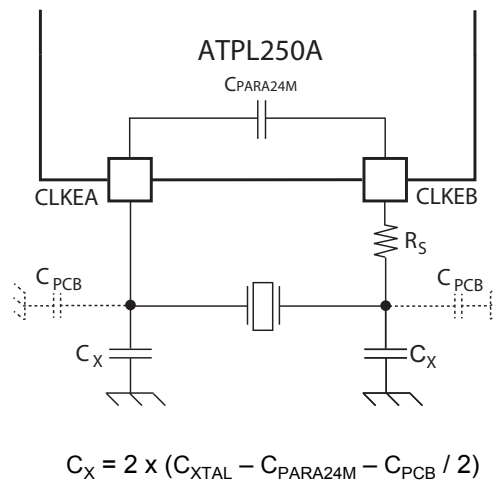 ATPL250A
CPARA24M
CLKEA
CLKEB
RS
CPCB
CPCB
CX
CX
CX = 2 x (CXTAL – CPARA24M – CPCB / 2)